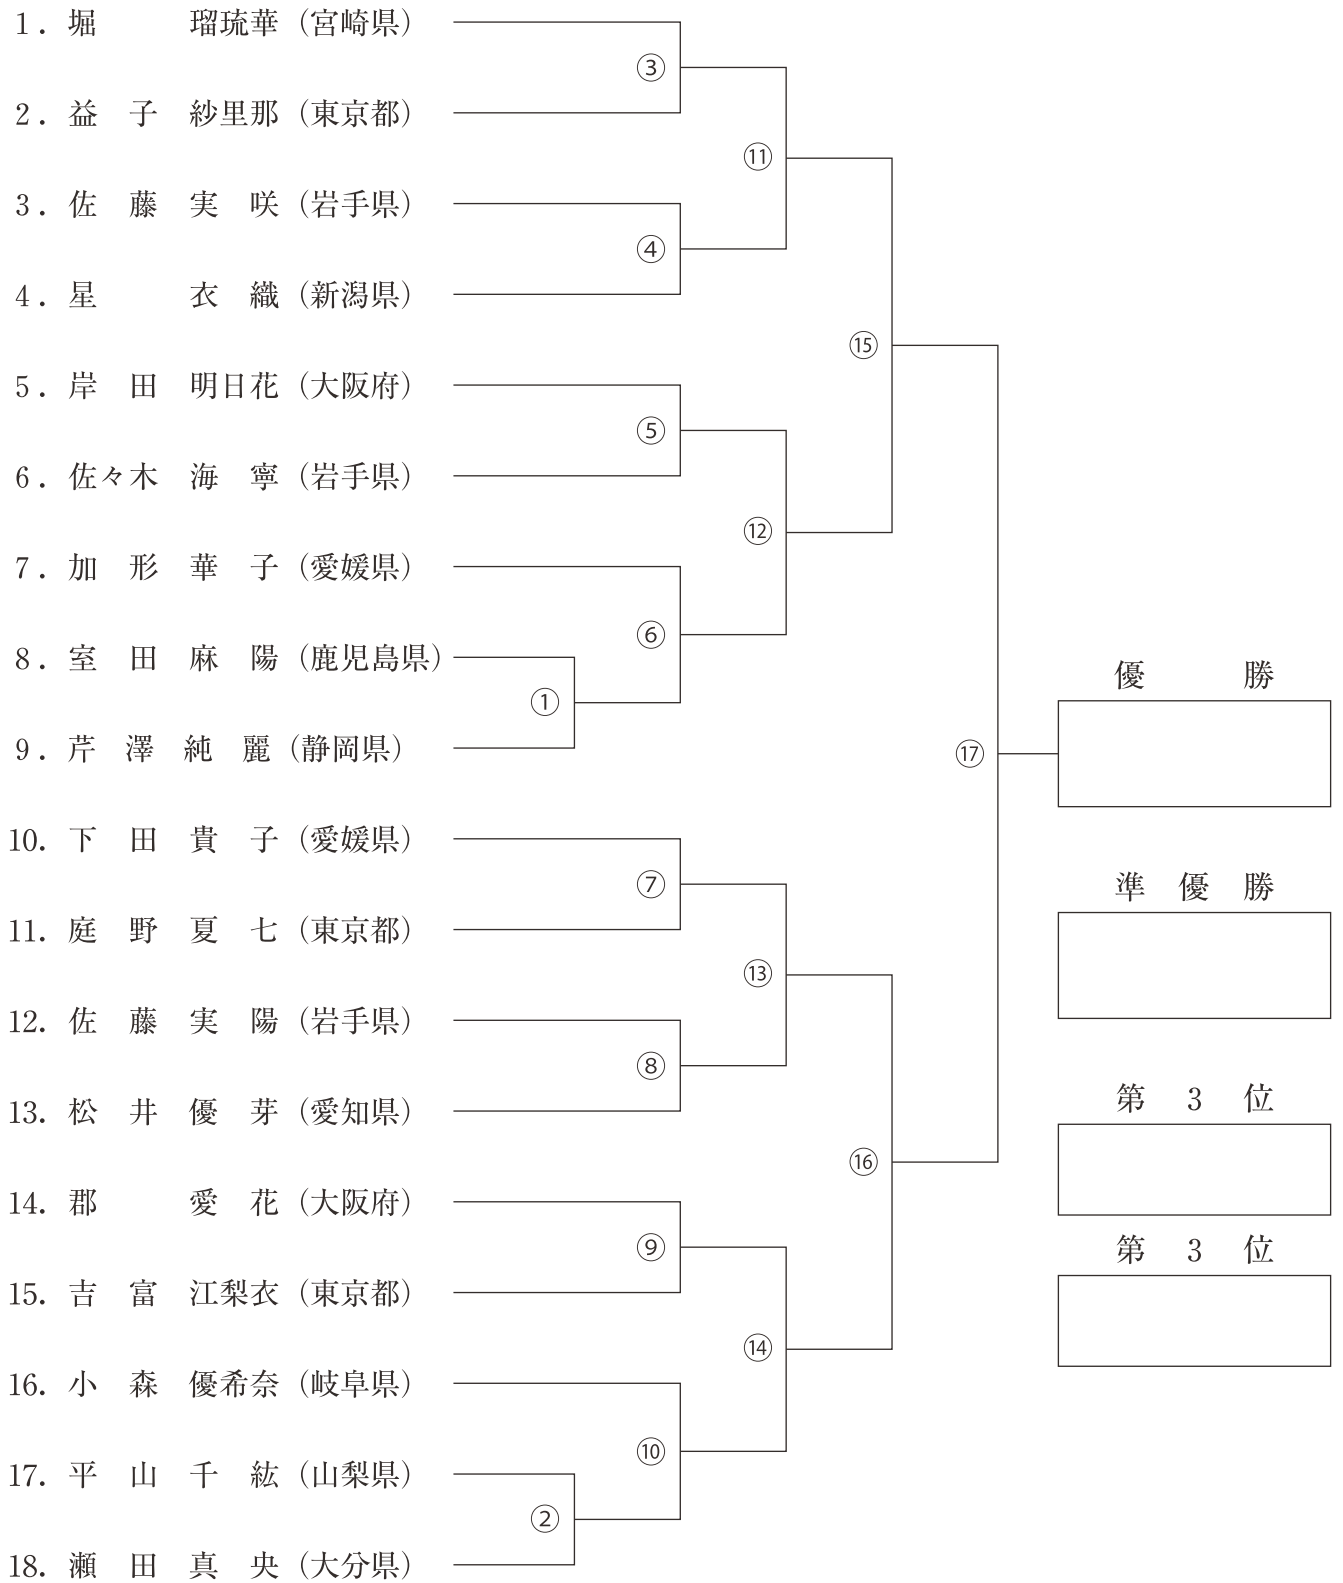 1．堀　　　瑠琉華（宮崎県）
③
2．益　子　紗里那（東京都）
⑪
3．佐　藤　実　咲（岩手県）
④
4．星　　　衣　織（新潟県）
⑮
5．岸　田　明日花（大阪府）
⑤
6．佐々木　海　寧（岩手県）
⑫
7．加　形　華　子（愛媛県）
⑥
8．室　田　麻　陽（鹿児島県）
優　　　勝
①
9．芹　澤　純　麗（静岡県）
⑰
10．下　田　貴　子（愛媛県）
⑦
準　優　勝
11．庭　野　夏　七（東京都）
⑬
12．佐　藤　実　陽（岩手県）
⑧
第　3　位
13．松　井　優　芽（愛知県）
⑯
14．郡　　　愛　花（大阪府）
⑨
第　3　位
15．吉　富　江梨衣（東京都）
⑭
16．小　森　優希奈（岐阜県）
⑩
17．平　山　千　紘（山梨県）
②
18．瀬　田　真　央（大分県）